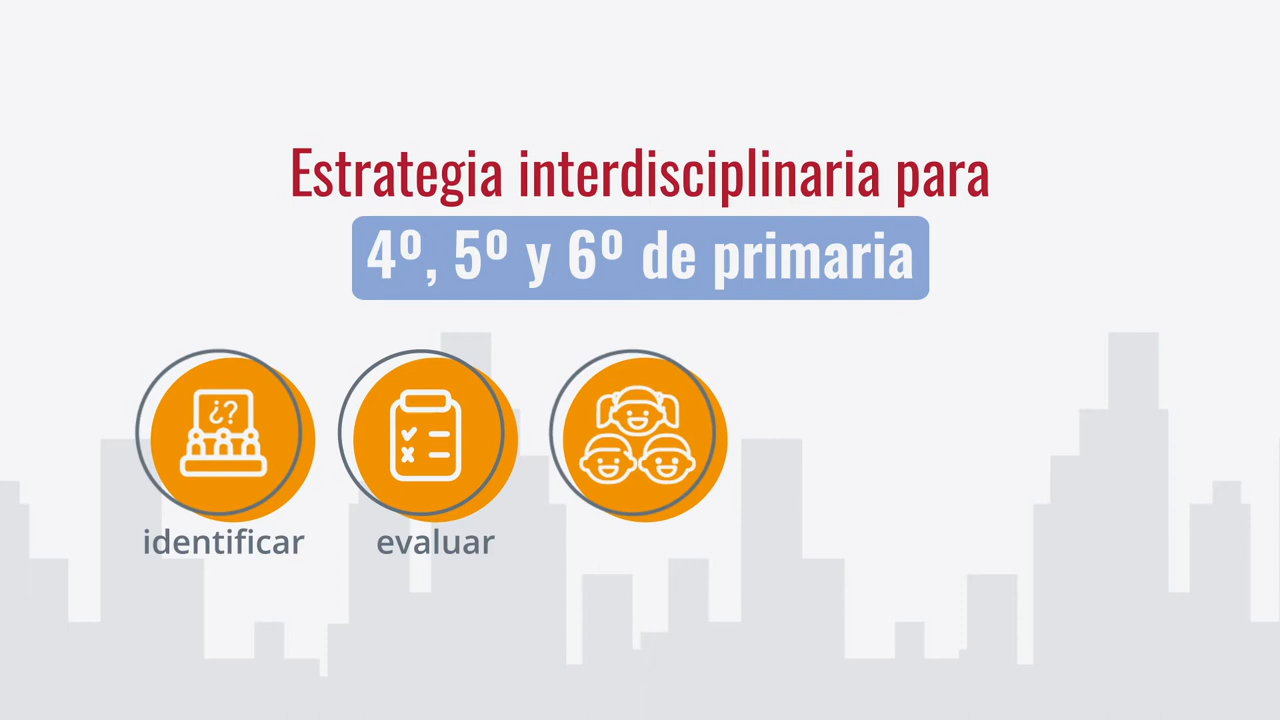 Estrategia interdisciplinaria para
4º, 5º y 6º de primaria
¿?
identificar
evaluar